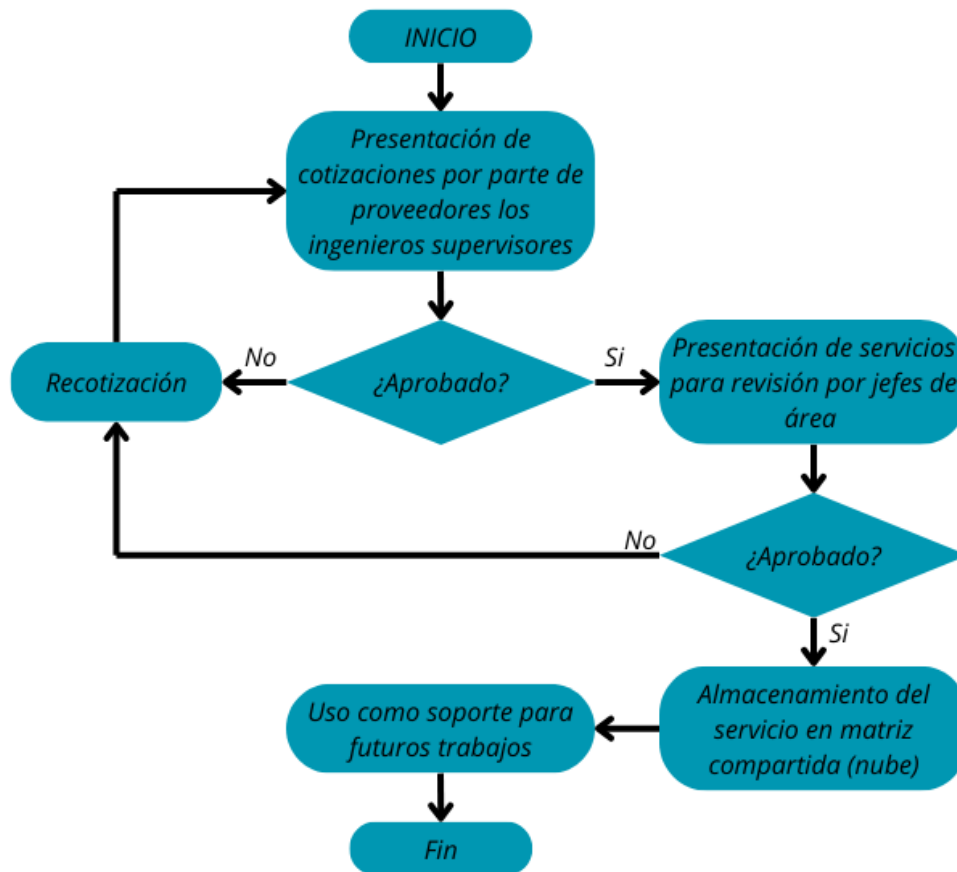 INICIO
Presentación de
cotizaciones por parte de
proveedores los
ingenieros supervisores
¿Aprobado?
No
Si
Recotización
Presentación de servicios
para revisión por jefes de
área
¿Aprobado?
No
Si
Almacenamiento del
servicio en matriz
compartida (nube)
Uso como soporte para
futuros trabajos
Fin